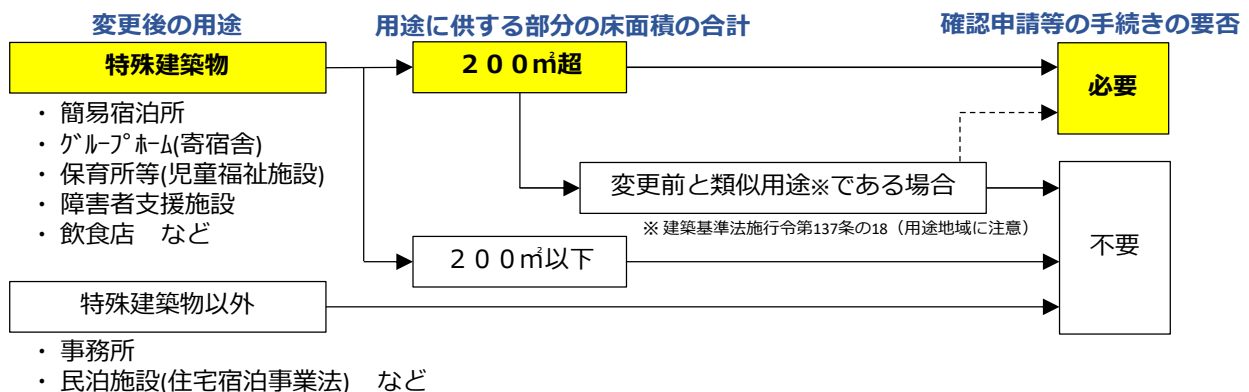 変更後の用途
用途に供する部分の床面積の合計
確認申請等の手続きの要否
特殊建築物
２００㎡超
必要
・ 簡易宿泊所
・ ｸﾞﾙｰﾌﾟﾎｰﾑ(寄宿舎)
・ 保育所等(児童福祉施設)
・ 障害者支援施設
・ 飲食店　など
変更前と類似用途※である場合
※ 建築基準法施行令第137条の18（用途地域に注意）
２００㎡以下
不要
特殊建築物以外
・ 事務所
・ 民泊施設(住宅宿泊事業法)　など